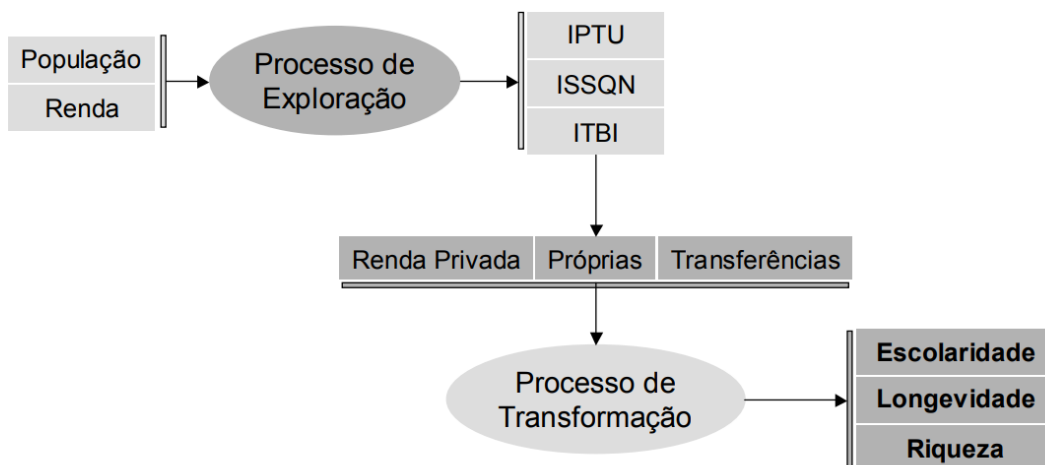 População
Renda
Processo de
Exploração
IPTU
ISSQN
ITBI
Renda Privada
Próprias
Transferências
Processo de
Transformação
Escolaridade
Longevidade
Riqueza